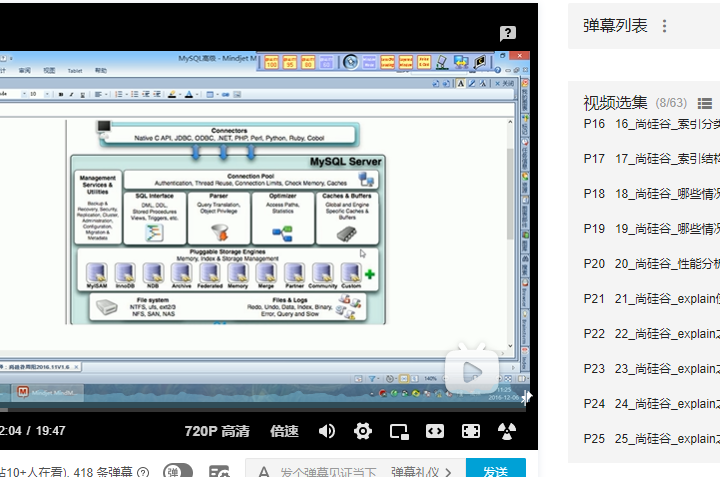 弹幕列表
视频选集 (8/63)
P16 16_尚硅谷_索引分类
P17 17_尚硅谷_索引结构
P18 18_尚硅谷_哪些情况
P19 19_尚硅谷_哪些情况
P20 20_尚硅谷_性能分析
P21 21_尚硅谷_explain使
P22 22_尚硅谷_explain之
P23 23_尚硅谷_explain之
P24 24_尚硅谷_explain之
P25 25_尚硅谷_explain之
MySQL高级 - Mindjet M
审阅 视图 Tablet 帮助
Connectors
Native C API, JDBC, ODBC, .NET, PHP, Perl, Python, Ruby, Cobol
MySQL Server
Connection Pool
Authentication, Thread Reuse, Connection Limits, Check Memory, Caches
Management
Services &
Utilities
Backup &
Recovery, Security,
Replication, Cluster,
Administration,
Configuration,
Migration &
Metadata
SQL Interface
DML, DDL,
Stored Procedures
Views, Triggers, etc.
Parser
Query Translation,
Object Privilege
Optimizer
Access Paths,
Statistics
Caches & Buffers
Global and Engine
Specific Caches &
Buffers
Pluggable Storage Engines
Memory, Index & Storage Management
MyISAM InnoDB NDB Archive Federated Memory Merge Partner Community Custom
File system
NTFS, ufs, ext2/3
NFS, SAN, NAS
Files & Logs
Redo, Undo, Data, Index, Binary,
Error, Query and Slow
2:04 / 19:47
720P 高清 倍速
10+人在看), 418 条弹幕
弹
发个弹幕见证当下 弹幕礼仪 >
发送